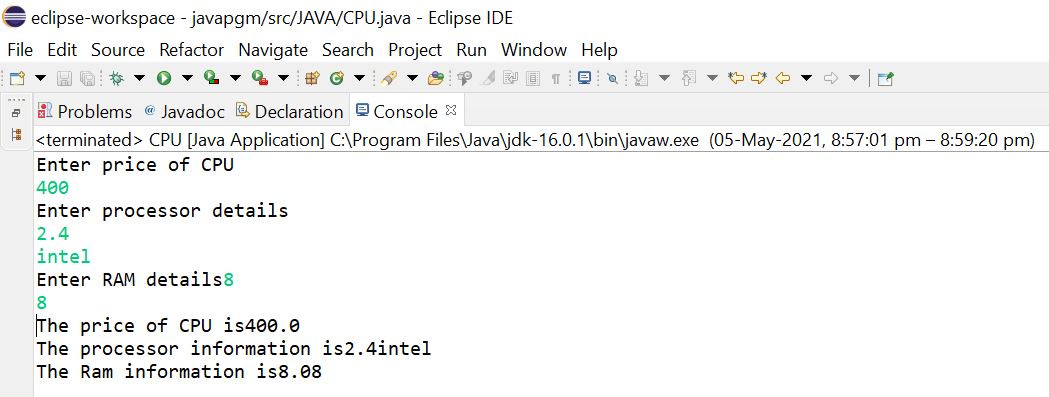 eclipse-workspace - javapgm/src/JAVA/CPU.java - Eclipse IDE
File Edit Source Refactor Navigate Search Project Run Window Help
Problems Javadoc Declaration Console
<terminated> CPU [Java Application] C:\Program Files\Java\jdk-16.0.1\bin\javaw.exe (05-May-2021, 8:57:01 pm – 8:59:20 pm)
Enter price of CPU
400
Enter processor details
2.4
intel
Enter RAM details8
8
The price of CPU is400.0
The processor information is2.4intel
The Ram information is8.08